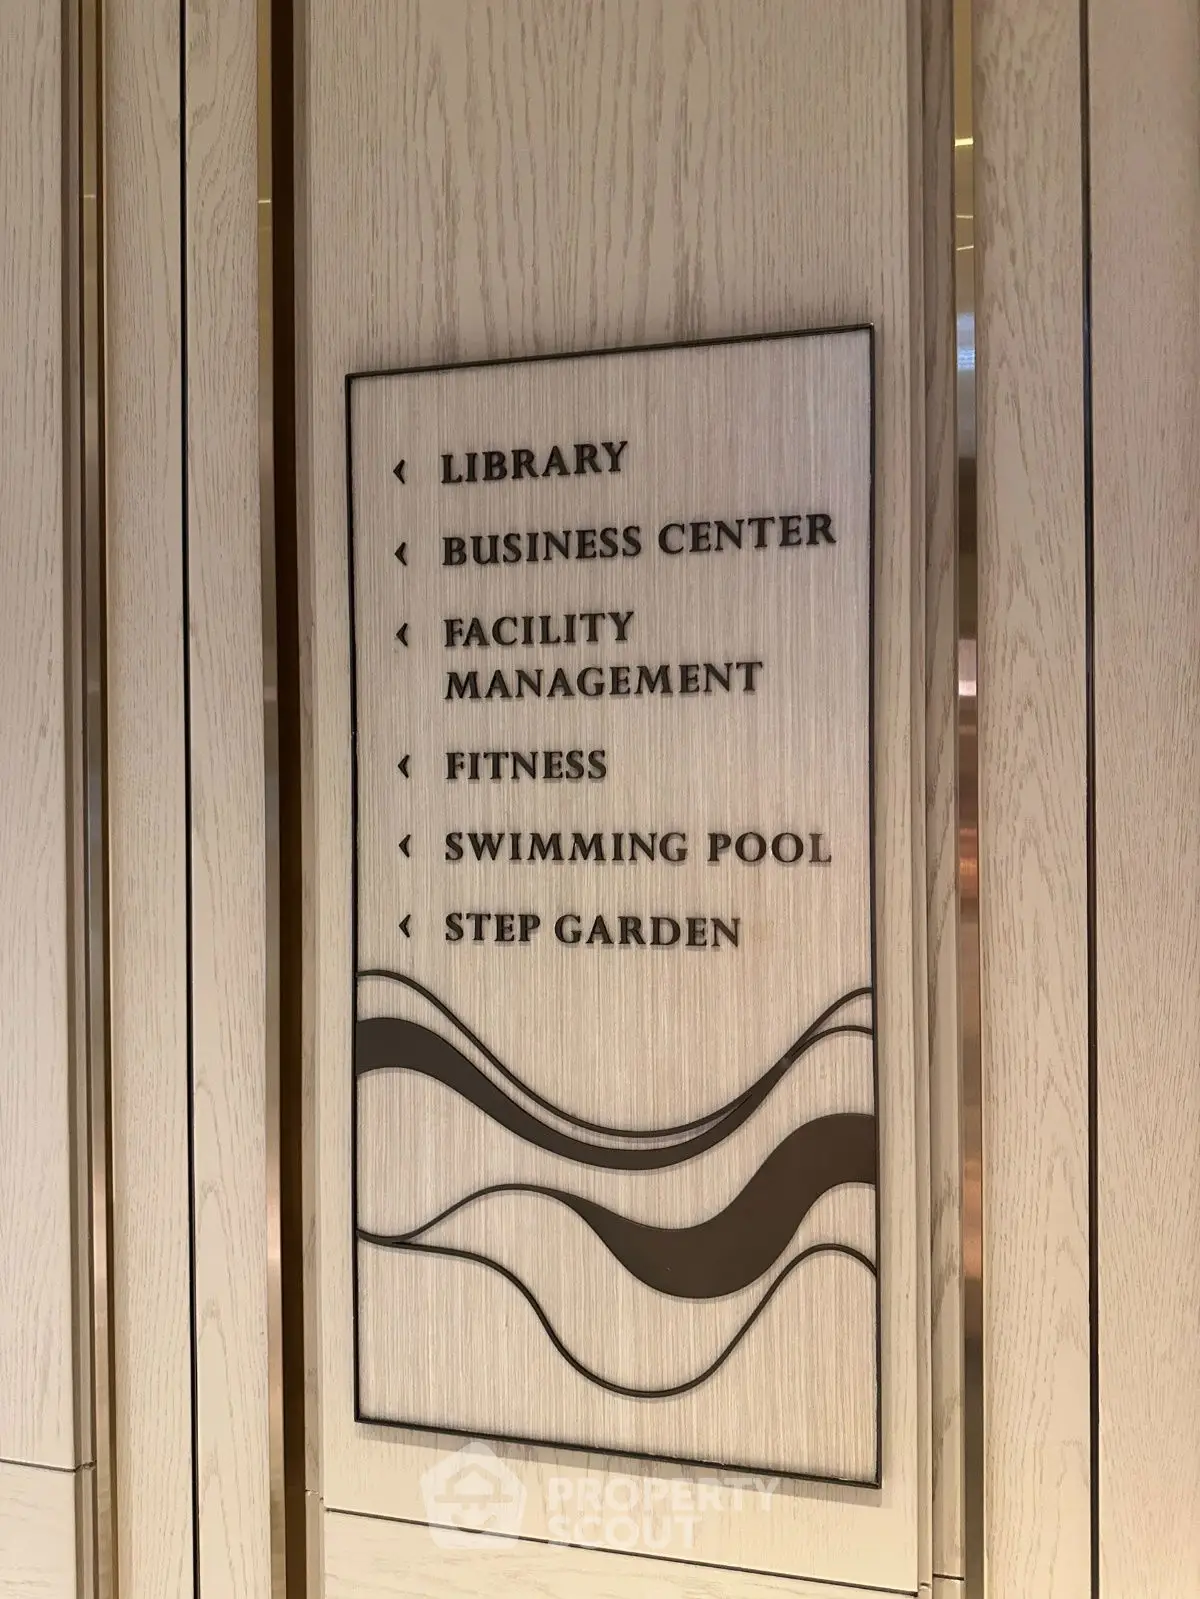 ‹ LIBRARY
‹ BUSINESS CENTER
‹ FACILITY
MANAGEMENT
‹ FITNESS
‹ SWIMMING POOL
‹ STEP GARDEN
PROPERTY
SCOUT